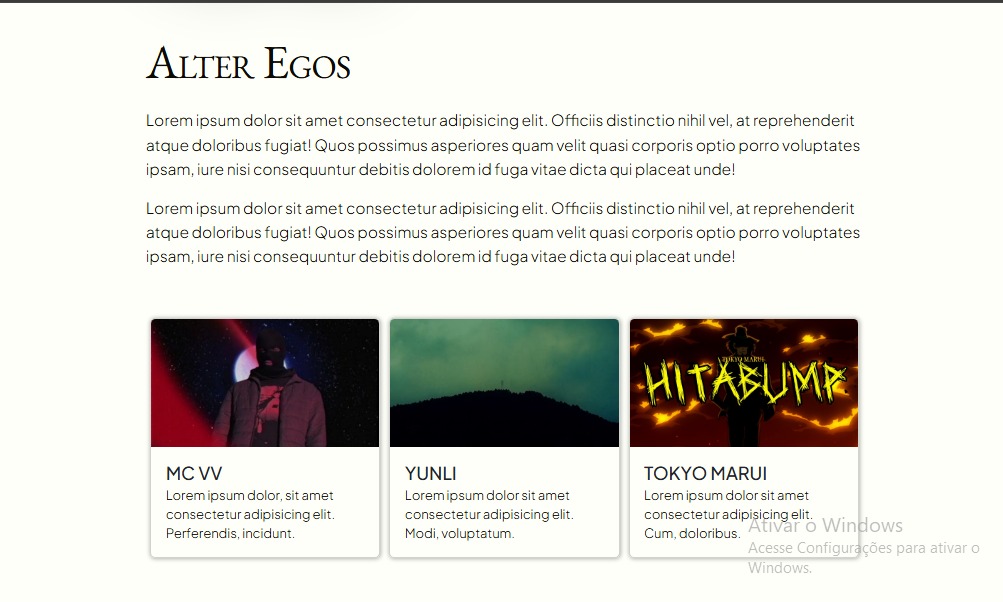 Alter Egos
Lorem ipsum dolor sit amet consectetur adipisicing elit. Officiis distinctio nihil vel, at reprehenderit
atque doloribus fugiat! Quos possimus asperiores quam velit quasi corporis optio porro voluptates
ipsam, iure nisi consequuntur debitis dolorem id fuga vitae dicta qui placeat unde!
Lorem ipsum dolor sit amet consectetur adipisicing elit. Officiis distinctio nihil vel, at reprehenderit
atque doloribus fugiat! Quos possimus asperiores quam velit quasi corporis optio porro voluptates
ipsam, iure nisi consequuntur debitis dolorem id fuga vitae dicta qui placeat unde!
TOKYO MARUI
HITABUMP
MC VV
Lorem ipsum dolor, sit amet
consectetur adipisicing elit.
Perferendis, incidunt.
YUNLI
Lorem ipsum dolor sit amet
consectetur adipisicing elit.
Modi, voluptatum.
TOKYO MARUI
Lorem ipsum dolor sit amet
consectetur adipisicing elit.
Cum, doloribus.
Ativar o Windows
Acesse Configurações para ativar o
Windows.